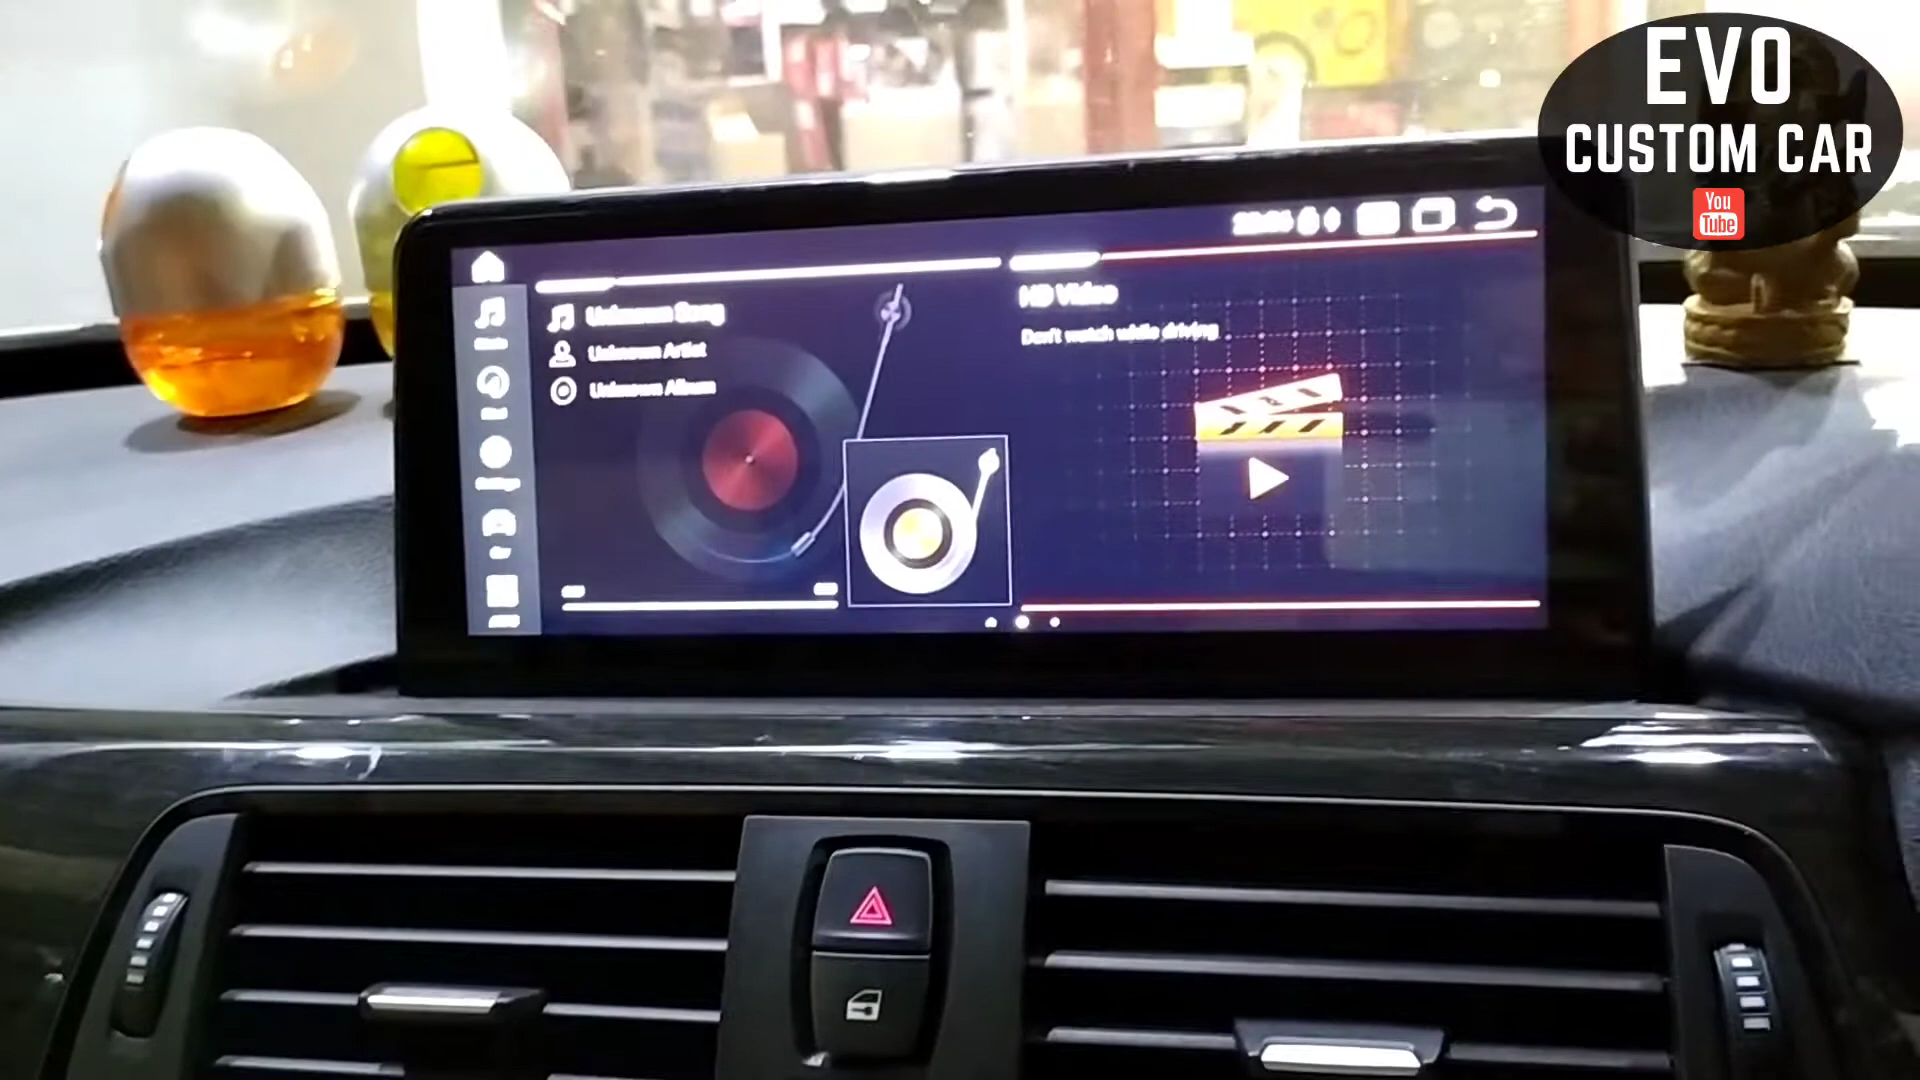 EVO
CUSTOM CAR
You
Tube
Unknown Song
Unknown Artist
Unknown Album
HD Video
Don't watch while driving